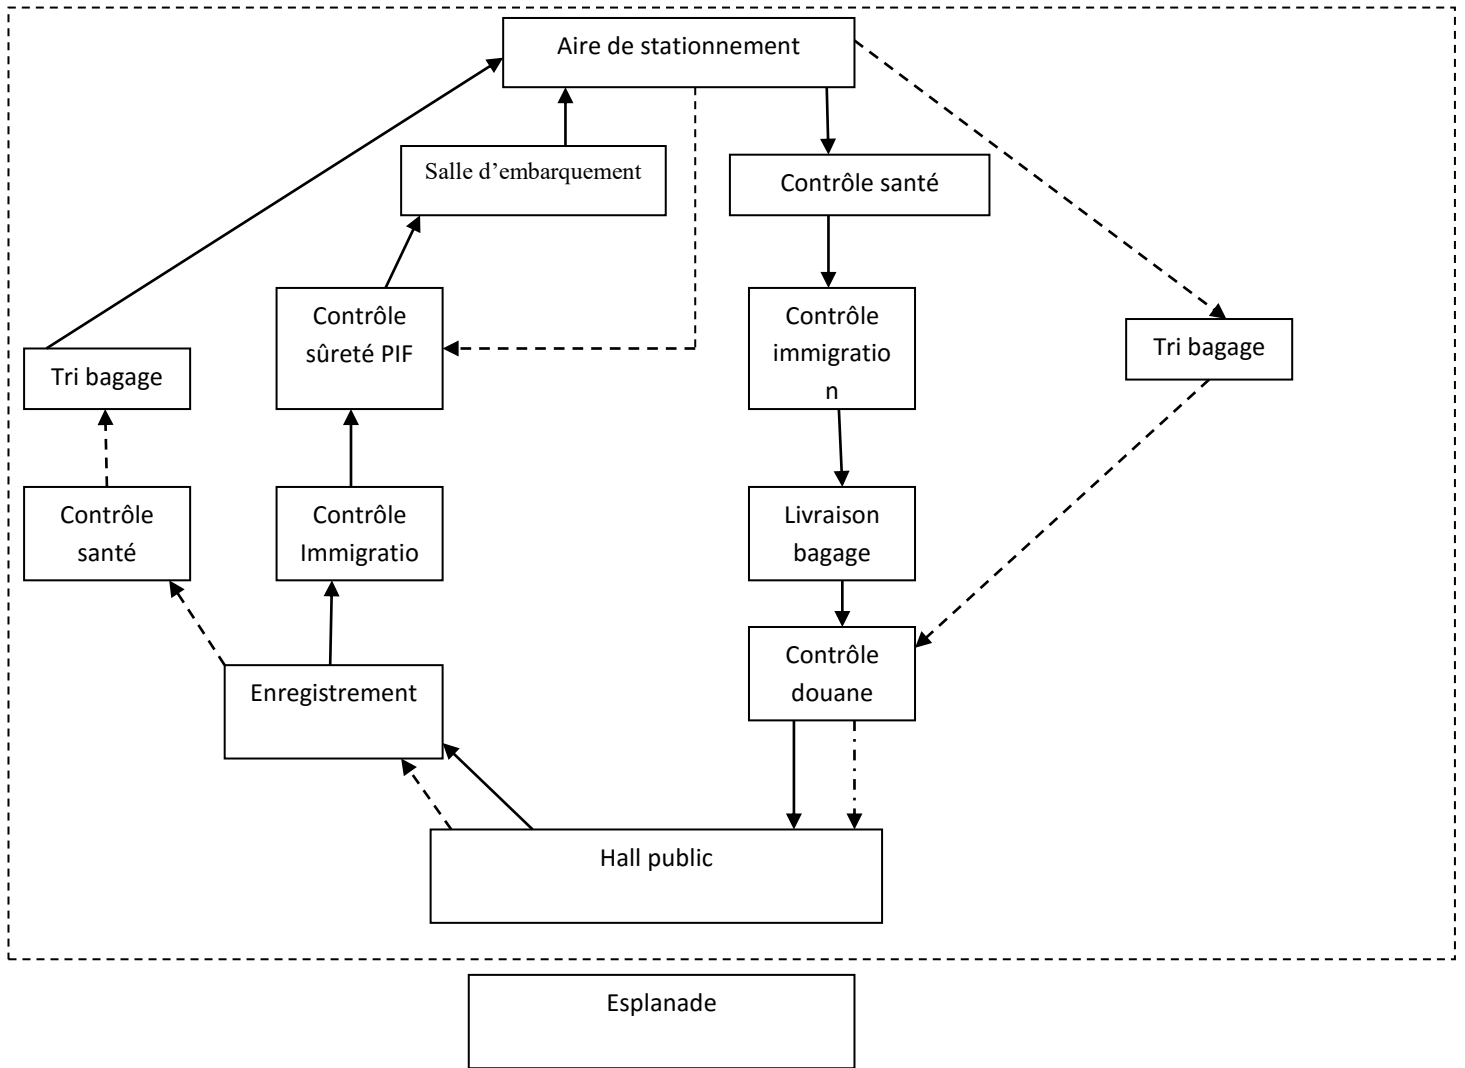 Aire de stationnement
Salle d’embarquement
Contrôle santé
Contrôle
sûreté PIF
Contrôle
immigratio
n
Tri bagage
Tri bagage
Contrôle
santé
Contrôle
Immigratio
Livraison
bagage
Contrôle
douane
Enregistrement
Hall public
Esplanade